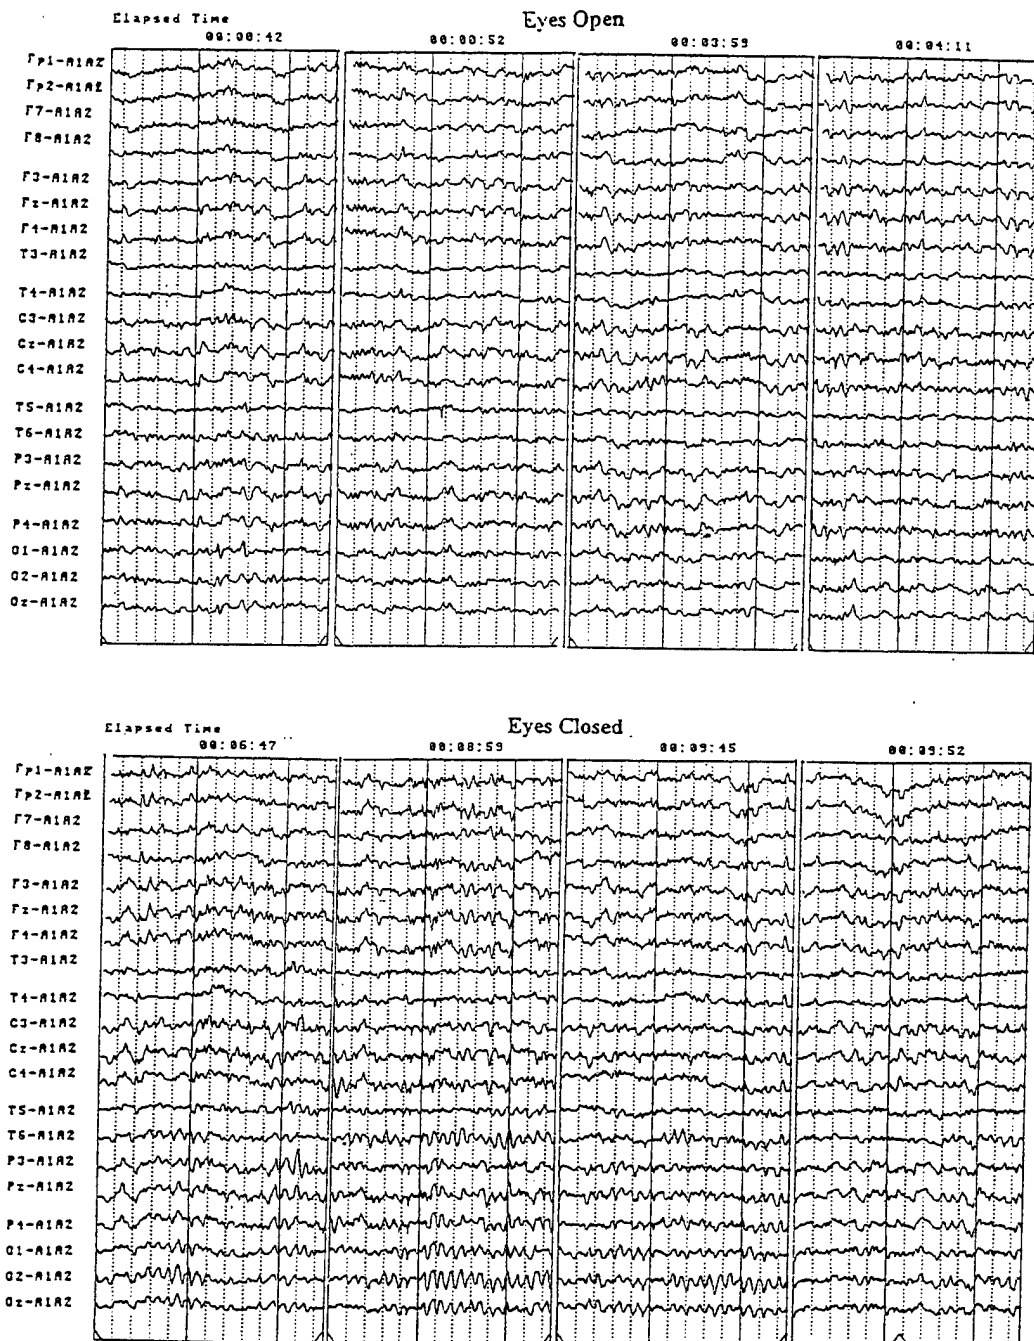 Elapsed Time
Eyes Open
00:00:42 00:00:52 00:03:59 00:04:11
Fp1-A1A2
Fp2-A1A2
F7-A1A2
F8-A1A2
F3-A1A2
Fz-A1A2
F4-A1A2
T3-A1A2
T4-A1A2
C3-A1A2
Cz-A1A2
C4-A1A2
T5-A1A2
T6-A1A2
P3-A1A2
Pz-A1A2
P4-A1A2
O1-A1A2
O2-A1A2
Oz-A1A2
Elapsed Time
Eyes Closed
00:06:47 00:08:59 00:09:45 00:09:52
Fp1-A1A2
Fp2-A1A2
F7-A1A2
F8-A1A2
F3-A1A2
Fz-A1A2
F4-A1A2
T3-A1A2
T4-A1A2
C3-A1A2
Cz-A1A2
C4-A1A2
T5-A1A2
T6-A1A2
P3-A1A2
Pz-A1A2
P4-A1A2
O1-A1A2
O2-A1A2
Oz-A1A2